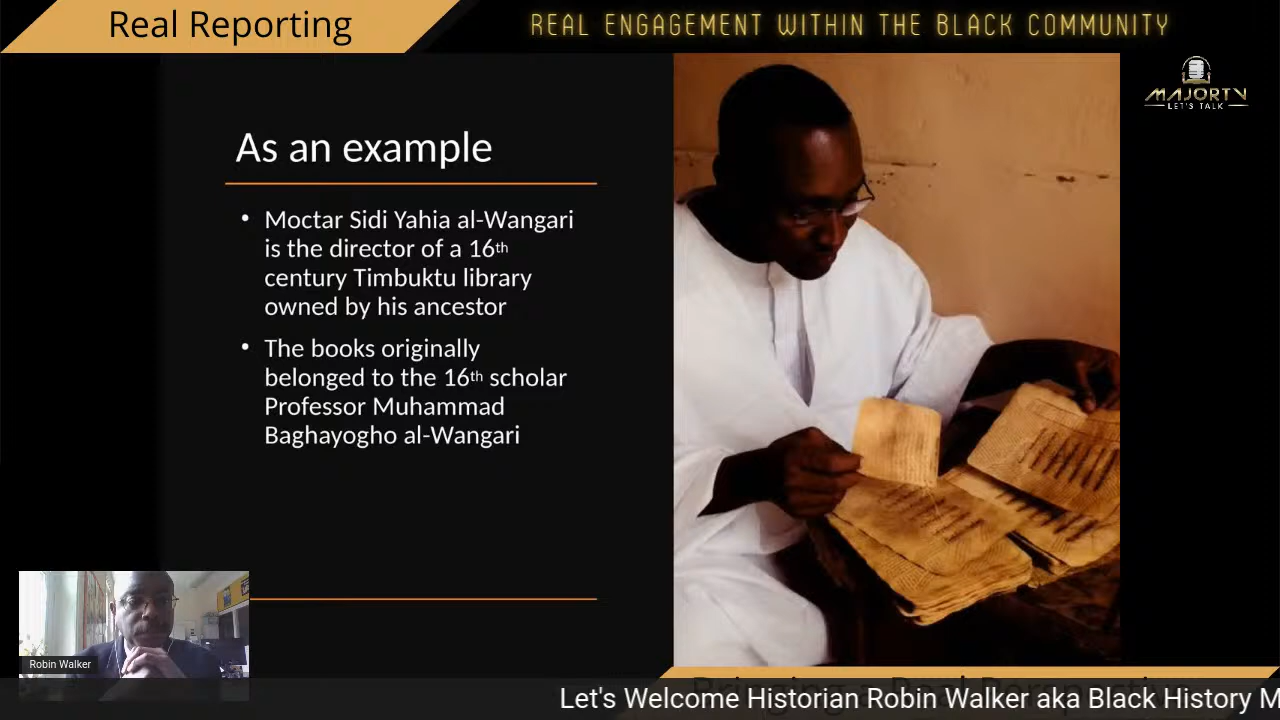 Real Reporting
REAL ENGAGEMENT WITHIN THE BLACK COMMUNITY
MAJORTV
LET'S TALK
As an example
• Moctar Sidi Yahia al-Wangari
is the director of a 16th
century Timbuktu library
owned by his ancestor
• The books originally
belonged to the 16th scholar
Professor Muhammad
Baghayogho al-Wangari
Robin Walker
Let's Welcome Historian Robin Walker aka Black History M